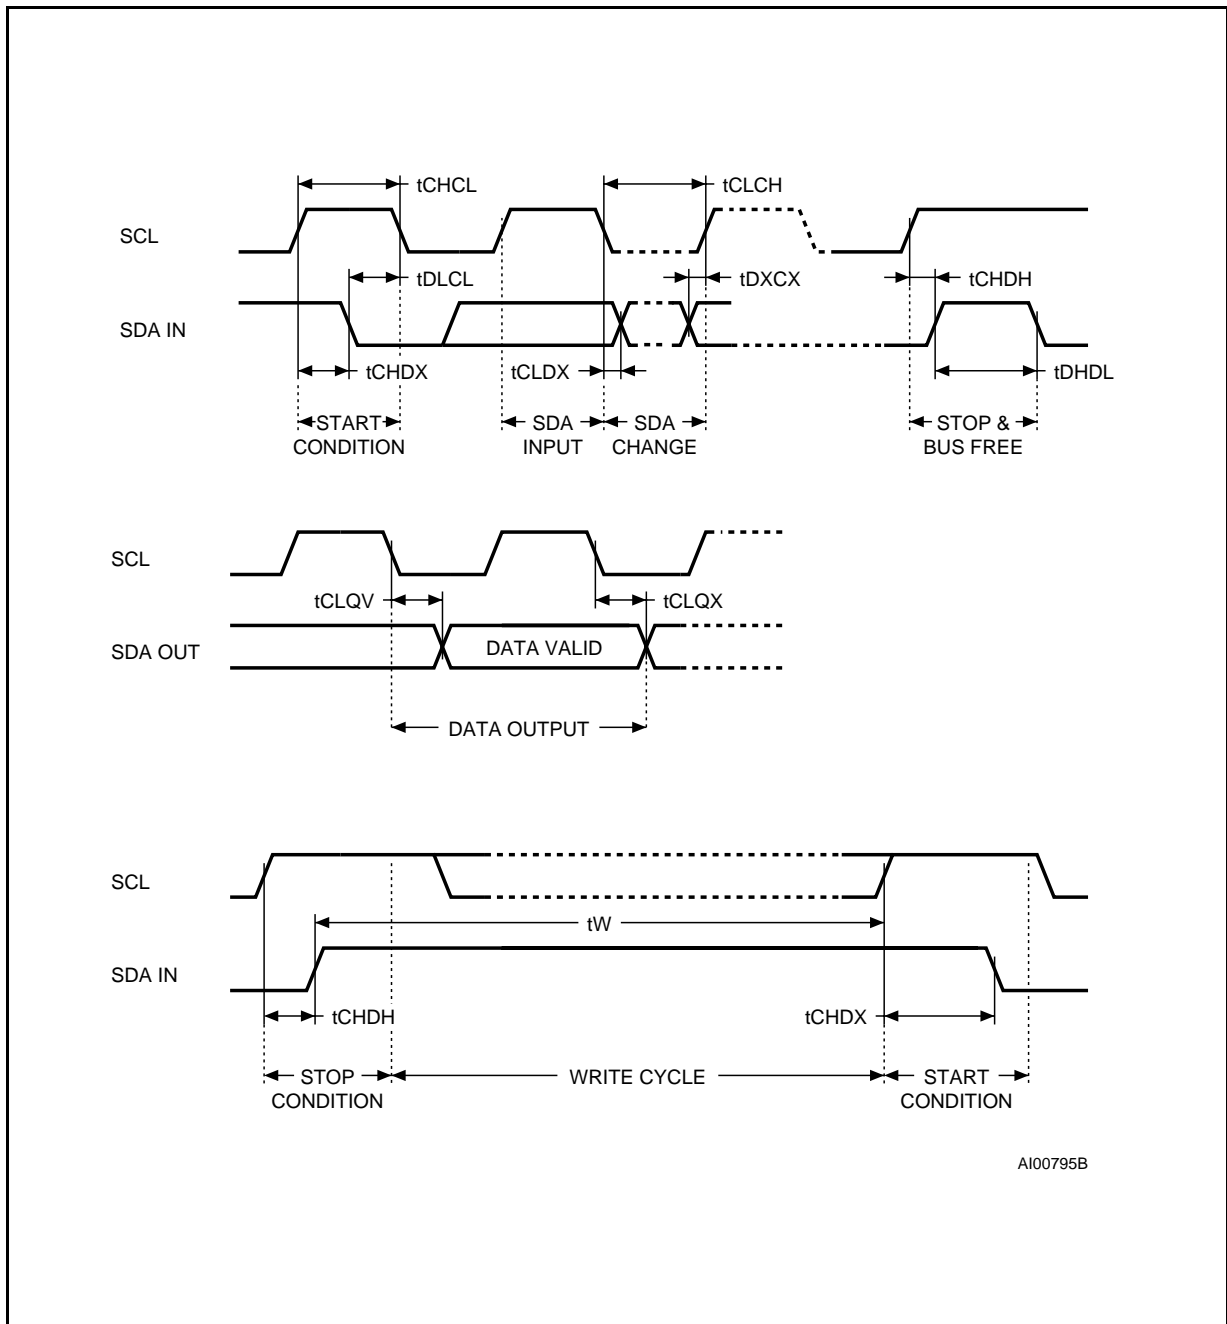 tCHCL
tCLCH
SCL
tDLCL
tDXCX
tCHDH
SDA IN
tCHDX
tCLDX
tDHDL
START
CONDITION
SDA
INPUT
SDA
CHANGE
STOP &
BUS FREE
SCL
tCLQV
tCLQX
SDA OUT
DATA VALID
DATA OUTPUT
SCL
tW
SDA IN
tCHDH
tCHDX
STOP
CONDITION
WRITE CYCLE
START
CONDITION
AI00795B